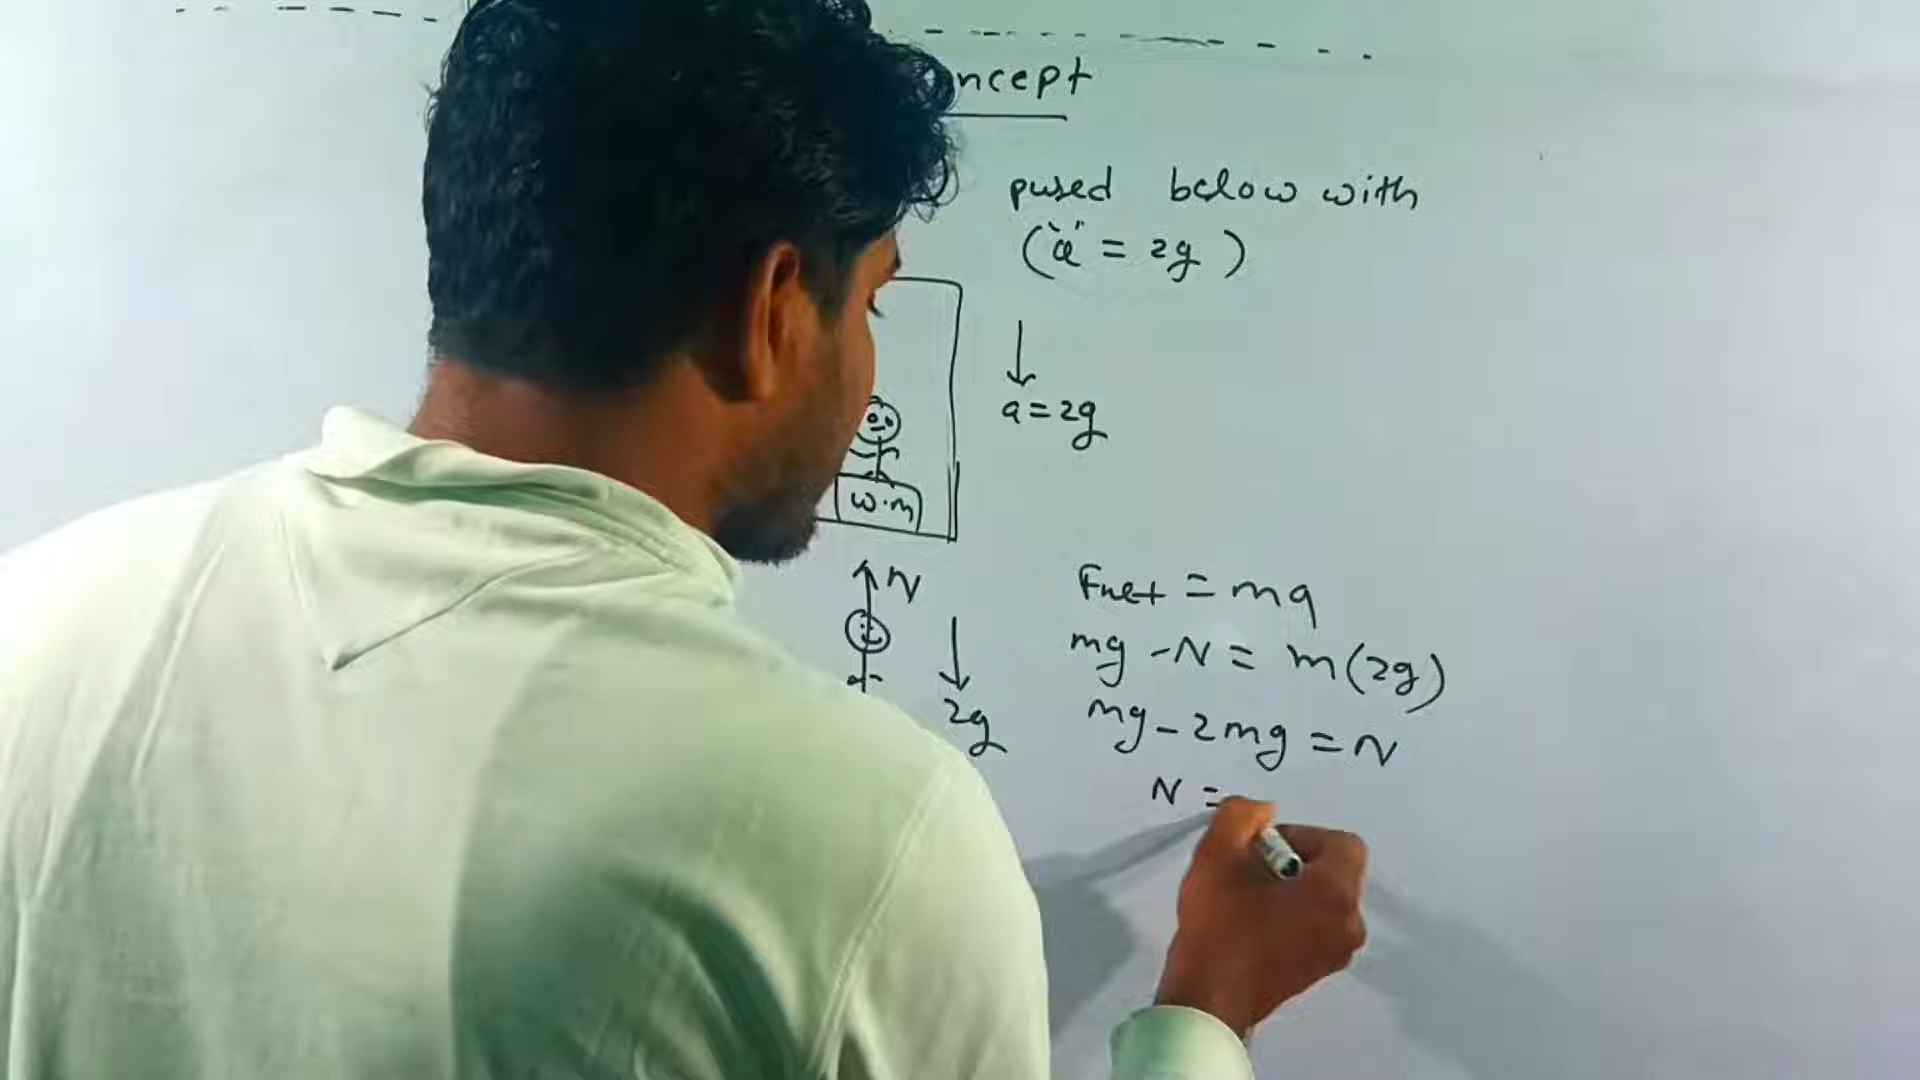 ncept
pused below with
("a" = 2g)
a = 2g
w.m
N
Fnet = ma
mg - N = m(2g)
2g
mg - 2mg = N
N =